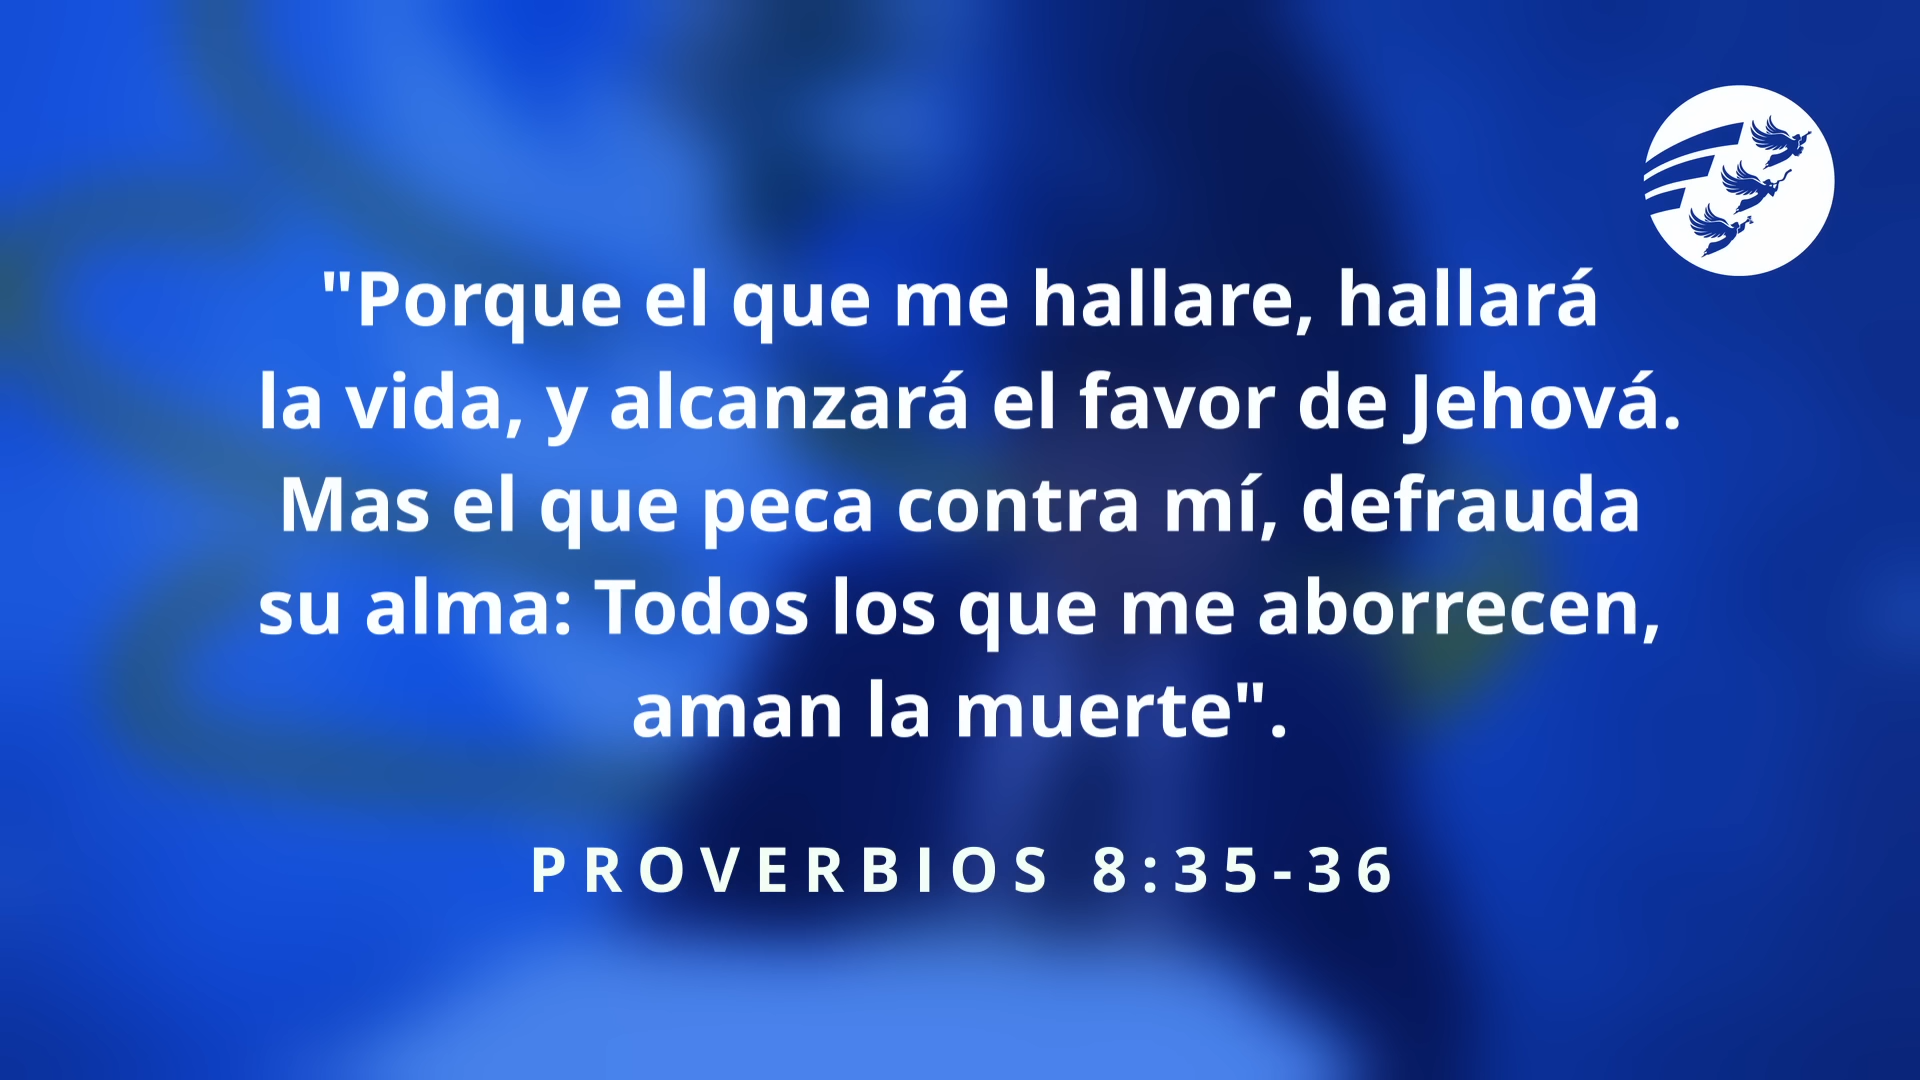 "Porque el que me hallare, hallará
la vida, y alcanzará el favor de Jehová.
Mas el que peca contra mí, defrauda
su alma: Todos los que me aborrecen,
aman la muerte".
PROVERBIOS 8:35-36